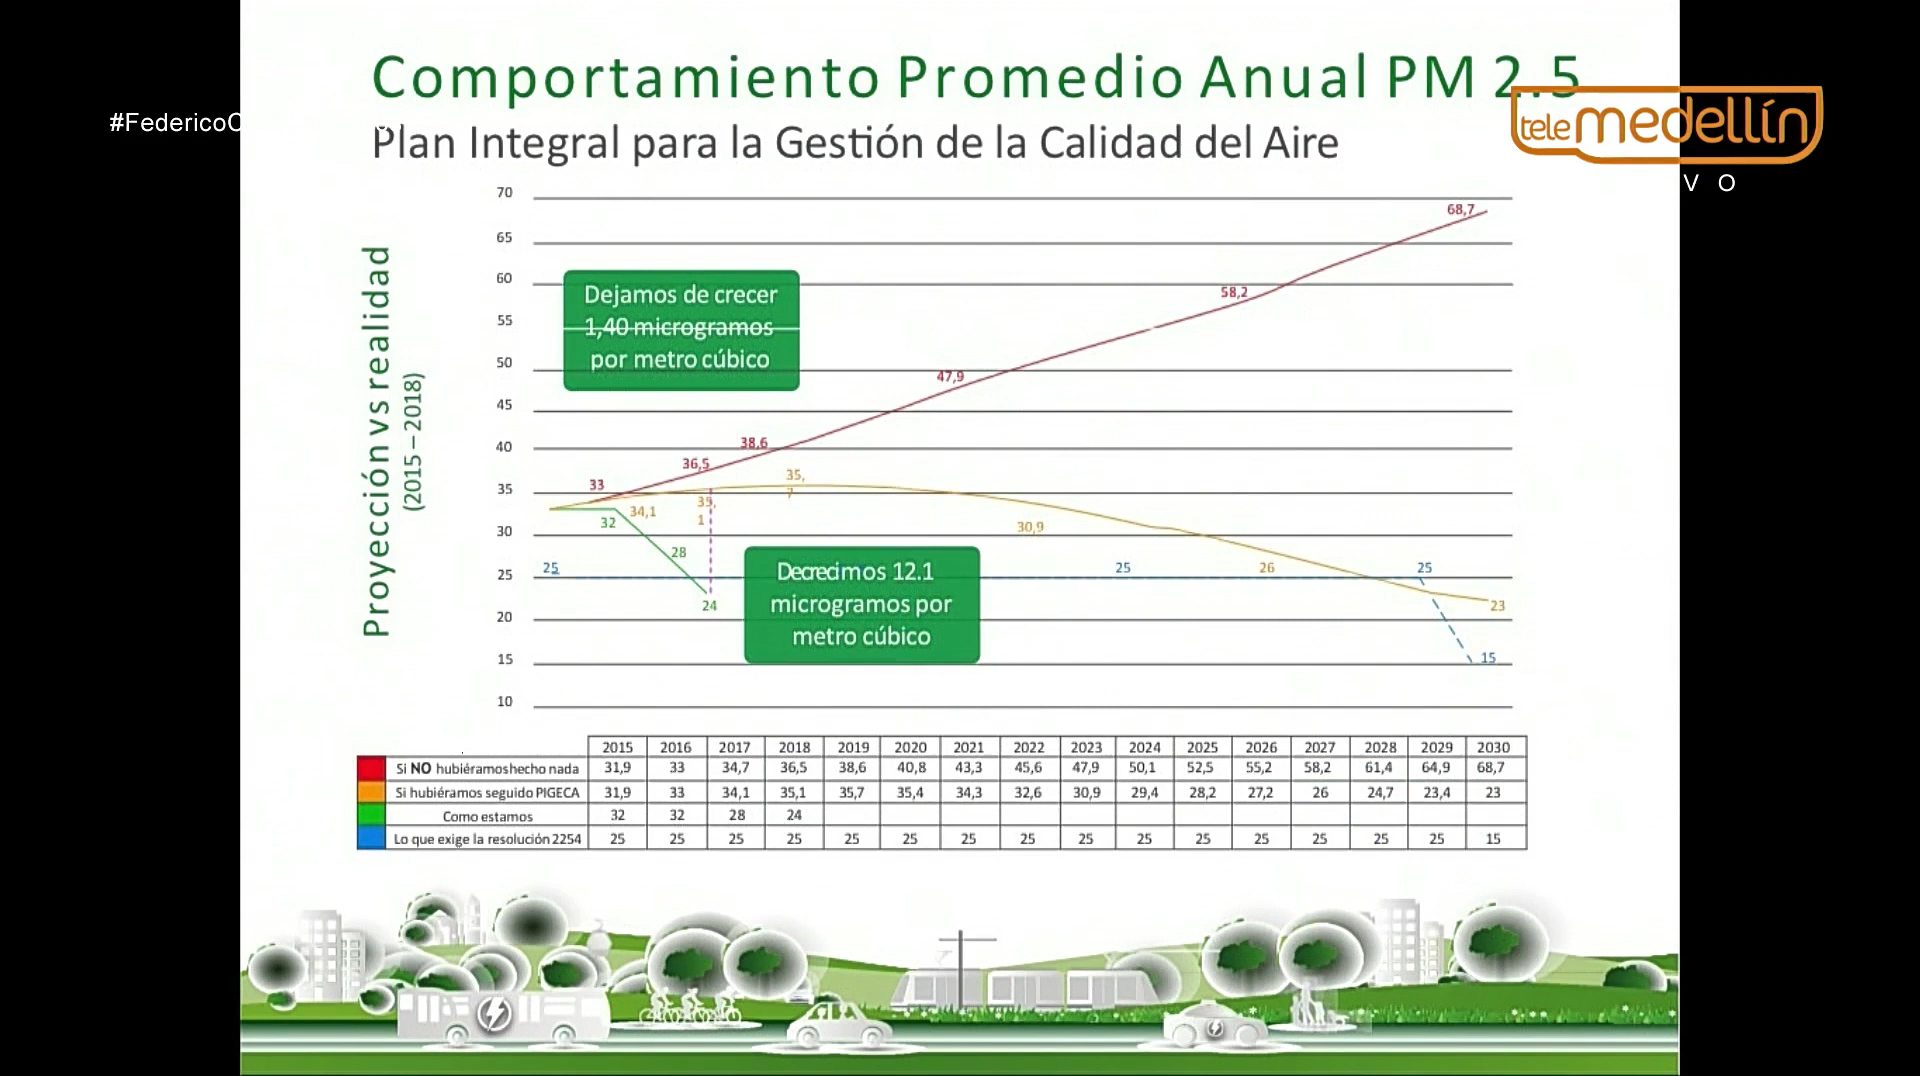 Comportamiento Promedio Anual PM 2.5
#FedericoC
Plan Integral para la Gestión de la Calidad del Aire
tele medellín
V O
Proyección vs realidad
(2015 – 2018)
70
65
60
55
50
45
40
35
30
25
20
15
10
Dejamos de crecer
1,40 microgramos
por metro cúbico
Decrecimos 12.1
microgramos por
metro cúbico
33
36,5
38,6
47,9
58,2
68,7
34,1
35,
1
35,
7
30,9
26
23
32
28
24
25
25
25
15
2015 2016 2017 2018 2019 2020 2021 2022 2023 2024 2025 2026 2027 2028 2029 2030
Si NO hubiéramos hecho nada 31,9 33 34,7 36,5 38,6 40,8 43,3 45,6 47,9 50,1 52,5 55,2 58,2 61,4 64,9 68,7
Si hubiéramos seguido PIGECA 31,9 33 34,1 35,1 35,7 35,4 34,3 32,6 30,9 29,4 28,2 27,2 26 24,7 23,4 23
Como estamos 32 32 28 24
Lo que exige la resolución 2254 25 25 25 25 25 25 25 25 25 25 25 25 25 25 25 15